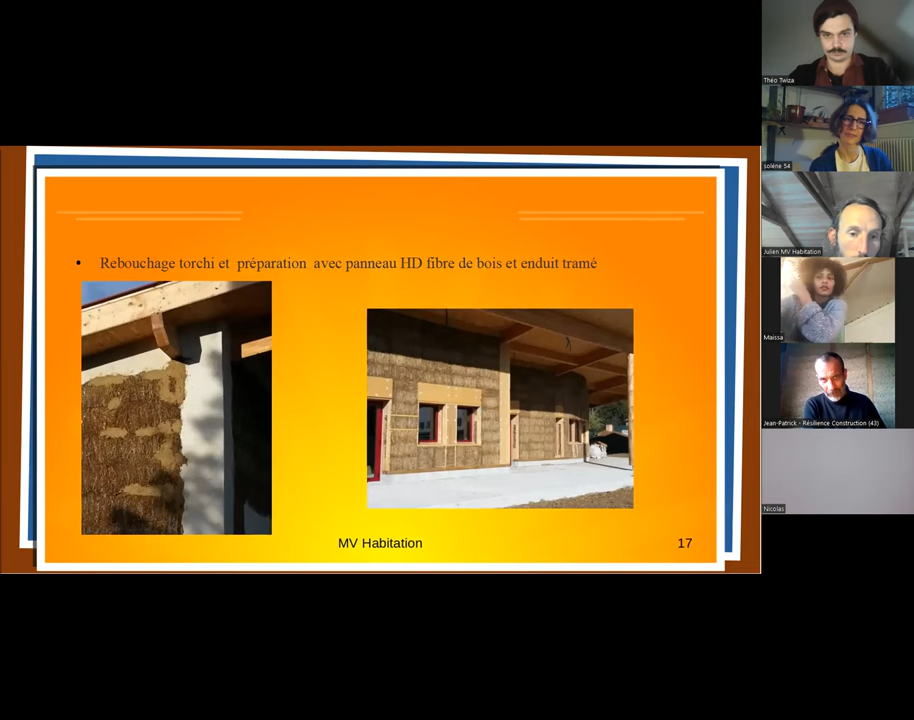 • Rebouchage torchi et préparation avec panneau HD fibre de bois et enduit tramé
MV Habitation
17
Théo Twiza
solène 54
Julien MV Habitation
Maissa
Jean-Patrick - Résilience Construction (43)
Nicolas